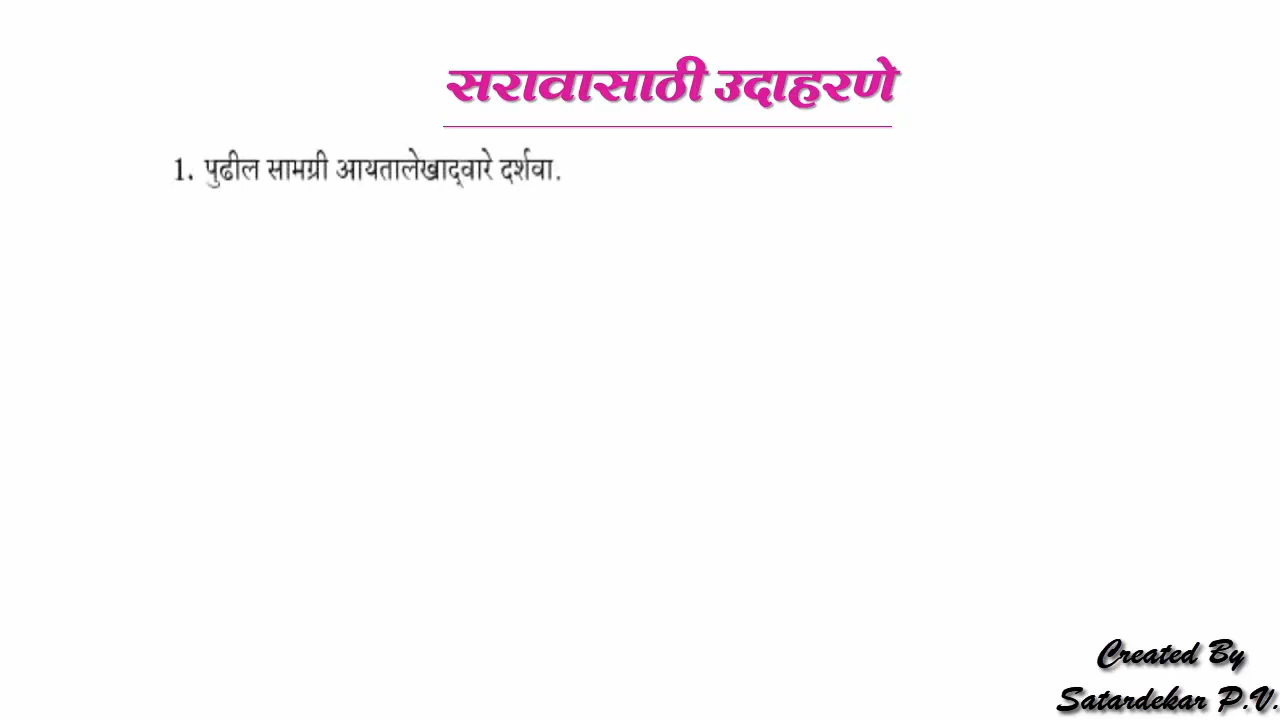 सरावासाठी उदाहरणे
1. पुढील सामग्री आयतालेखाद्‌वारे दर्शवा.
Created By
Satardekar P.V.